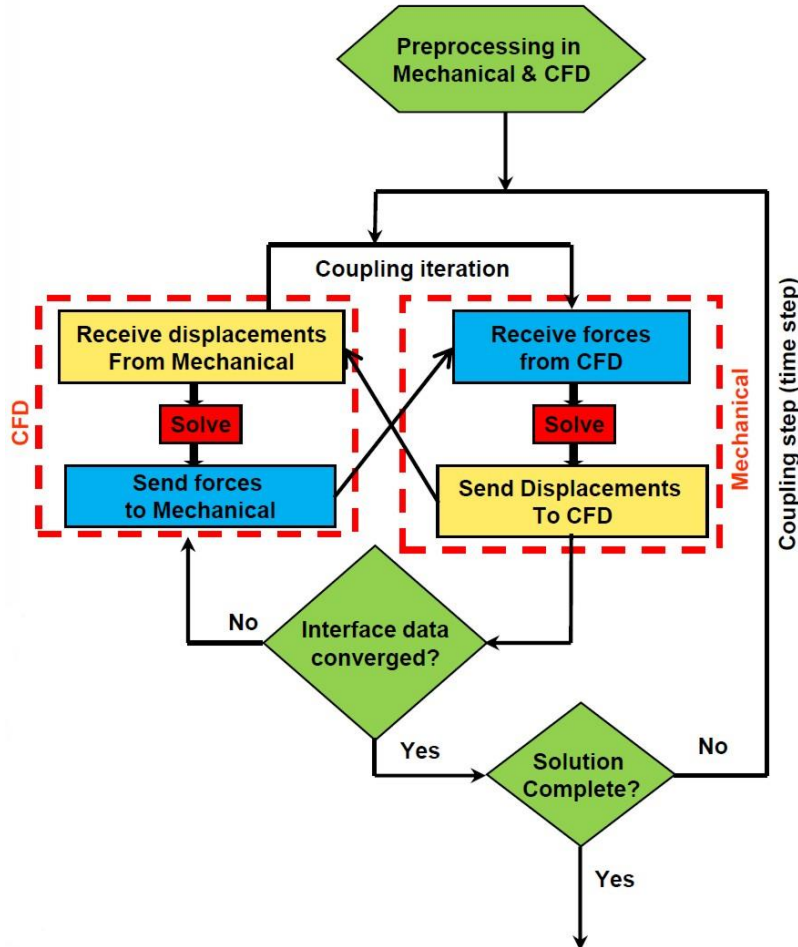 Preprocessing in
Mechanical & CFD
Coupling iteration
Receive displacements
From Mechanical
Solve
Send forces
to Mechanical
CFD
Receive forces
from CFD
Solve
Send Displacements
To CFD
Mechanical
Coupling step (time step)
No
Interface data
converged?
Yes
Solution
Complete?
No
Yes